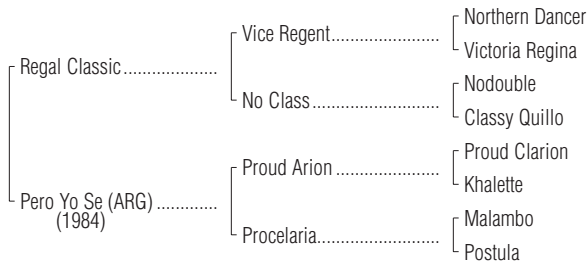 Northern Dancer
Vice Regent
Victoria Regina
Regal Classic
Nodouble
No Class
Classy Quillo
Proud Clarion
Proud Arion
Khalette
Pero Yo Se (ARG)
(1984)
Malambo
Procelaria
Postula